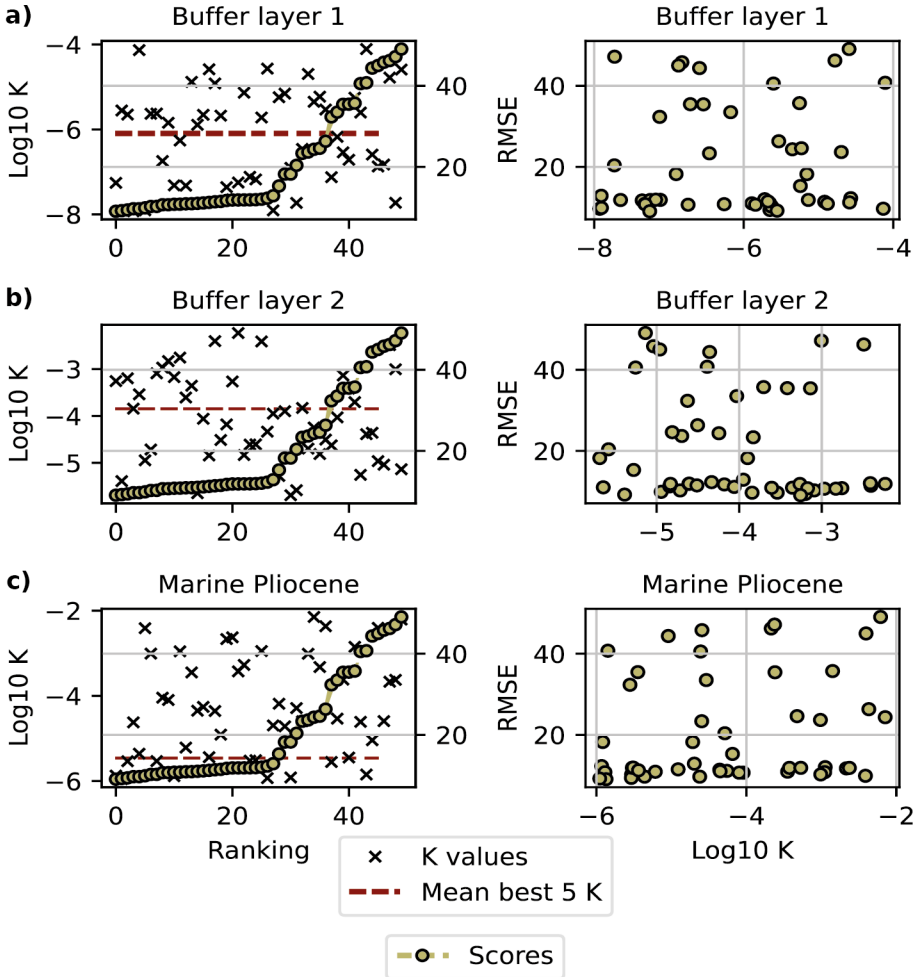 a)
Buffer layer 1
Buffer layer 1
Log10 K
−4
−6
−8
40
20
RMSE
40
20
0
20
40
−8
−6
−4
b)
Buffer layer 2
Buffer layer 2
Log10 K
−3
−4
−5
40
20
RMSE
40
20
0
20
40
−5
−4
−3
c)
Marine Pliocene
Marine Pliocene
Log10 K
−2
−4
−6
40
20
RMSE
40
20
0
20
40
−6
−4
−2
Ranking
Log10 K
K values
Mean best 5 K
Scores